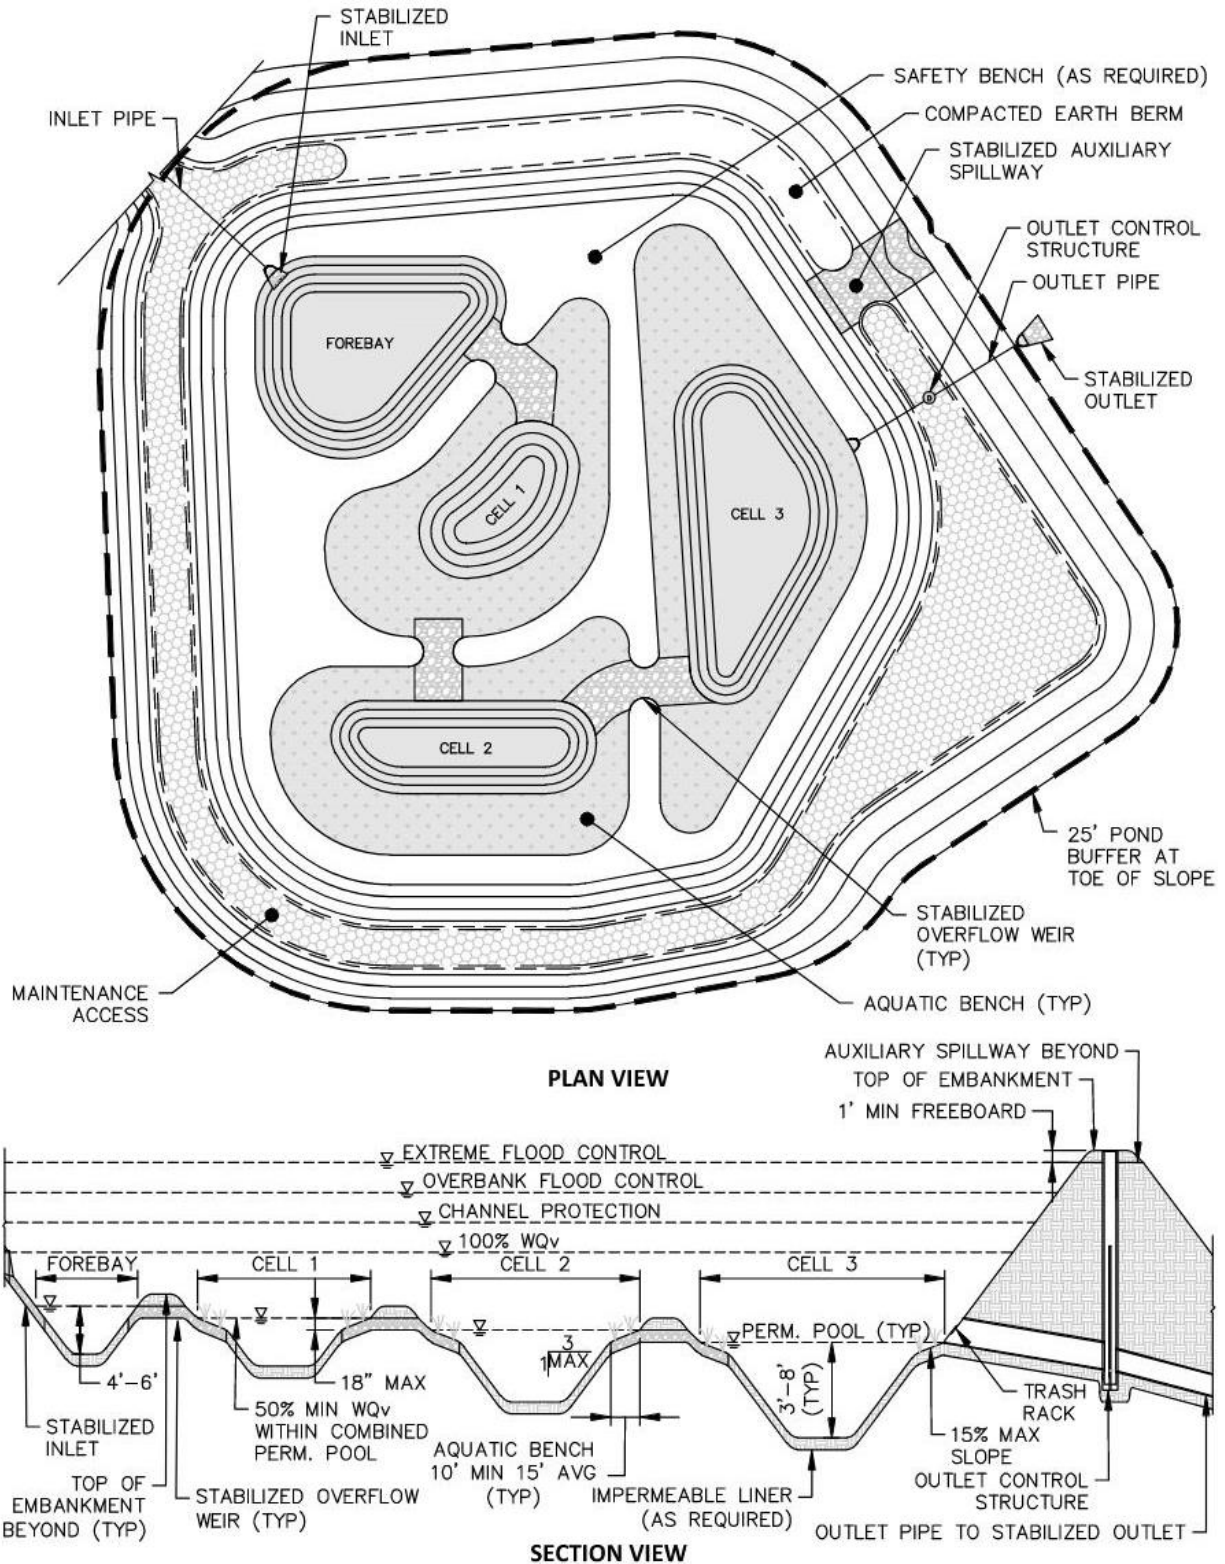 STABILIZED
INLET
SAFETY BENCH (AS REQUIRED)
INLET PIPE
COMPACTED EARTH BERM
STABILIZED AUXILIARY
SPILLWAY
OUTLET CONTROL
STRUCTURE
OUTLET PIPE
FOREBAY
STABILIZED
OUTLET
D
CELL 1
CELL 3
CELL 2
25' POND
BUFFER AT
TOE OF SLOPE
STABILIZED
OVERFLOW WEIR
(TYP)
MAINTENANCE
ACCESS
AQUATIC BENCH (TYP)
PLAN VIEW
AUXILIARY SPILLWAY BEYOND
TOP OF EMBANKMENT
1' MIN FREEBOARD
EXTREME FLOOD CONTROL
OVERBANK FLOOD CONTROL
CHANNEL PROTECTION
100% WQv
FOREBAY
CELL 1
CELL 2
CELL 3
PERM. POOL (TYP)
3
1
MAX
4'-6'
18" MAX
3'-8'
(TYP)
TRASH
RACK
STABILIZED
INLET
50% MIN WQv
WITHIN COMBINED
PERM. POOL
AQUATIC BENCH
10' MIN 15' AVG
(TYP)
15% MAX
SLOPE
TOP OF
EMBANKMENT
BEYOND (TYP)
STABILIZED OVERFLOW
WEIR (TYP)
IMPERMEABLE LINER
(AS REQUIRED)
OUTLET CONTROL
STRUCTURE
OUTLET PIPE TO STABILIZED OUTLET
SECTION VIEW